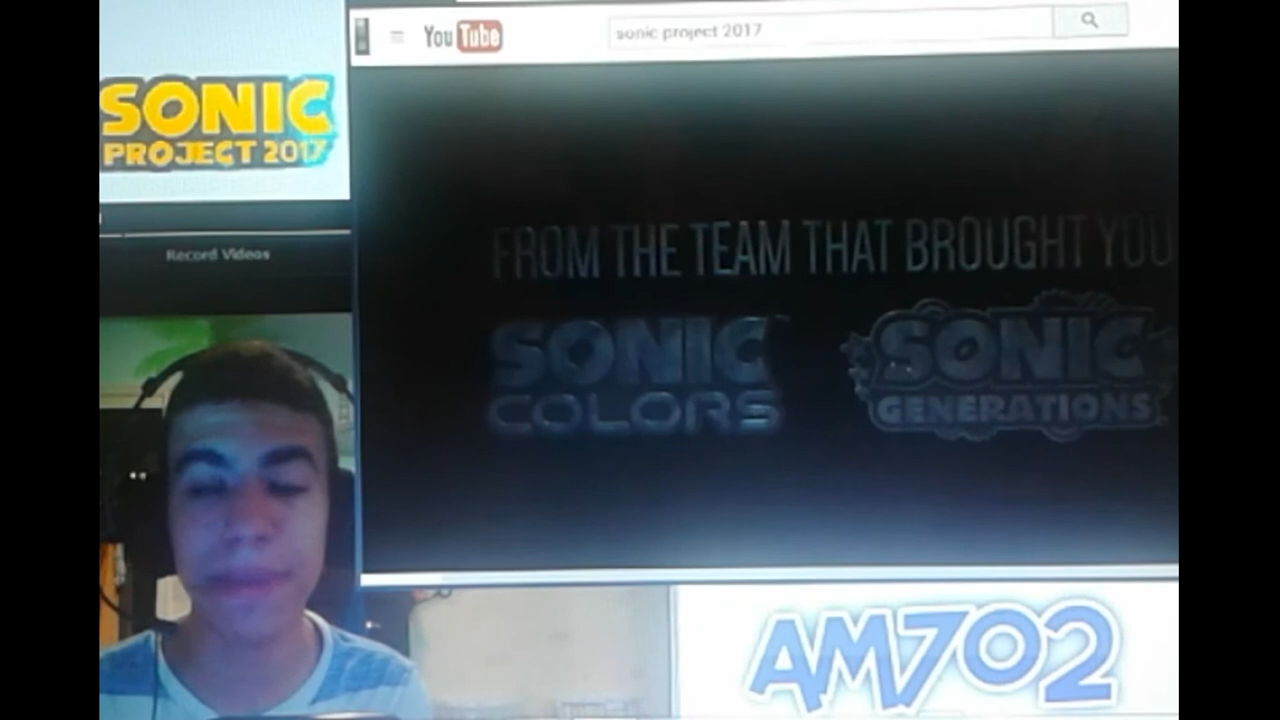 YouTube
sonic project 2017
SONIC
PROJECT 2017
Record Videos
FROM THE TEAM THAT BROUGHT YOU
SONIC
COLORS
SONIC
GENERATIONS
AM702